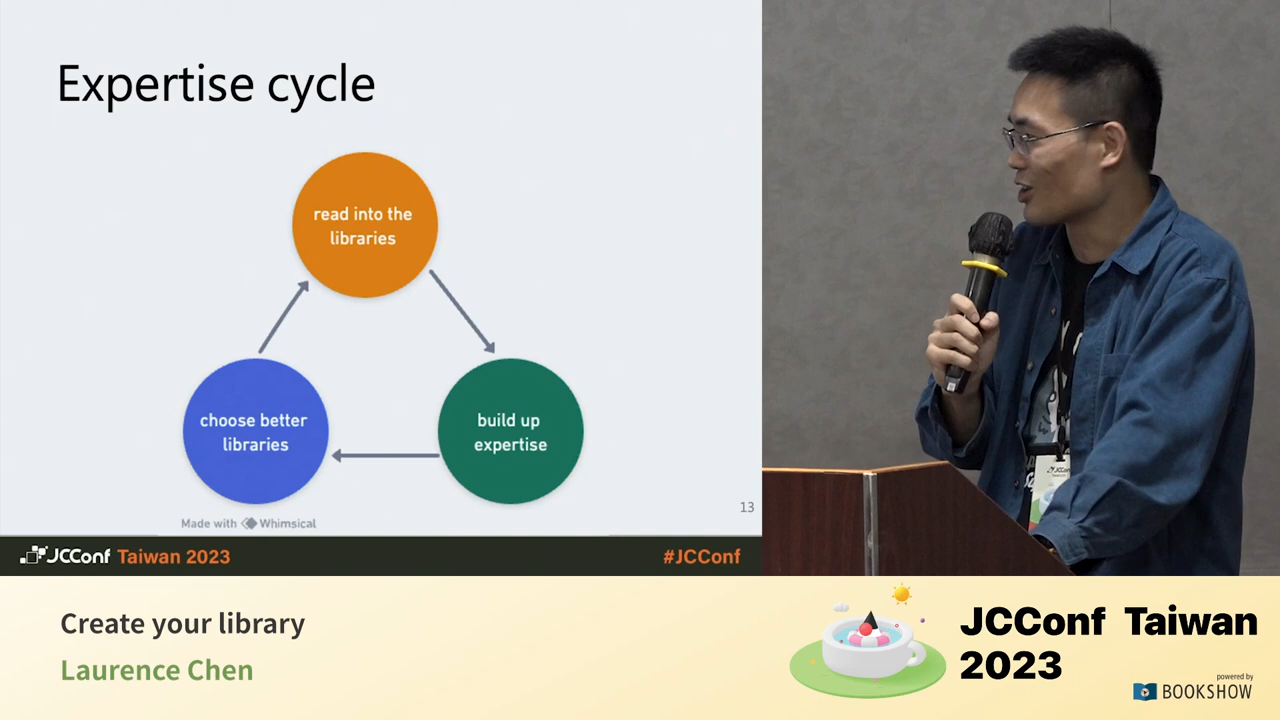 Expertise cycle
read into the
libraries
choose better
libraries
build up
expertise
13
Made with Whimsical
JCConf Taiwan 2023
#JCConf
Create your library
Laurence Chen
JCConf Taiwan
2023
powered by
BOOKSHOW